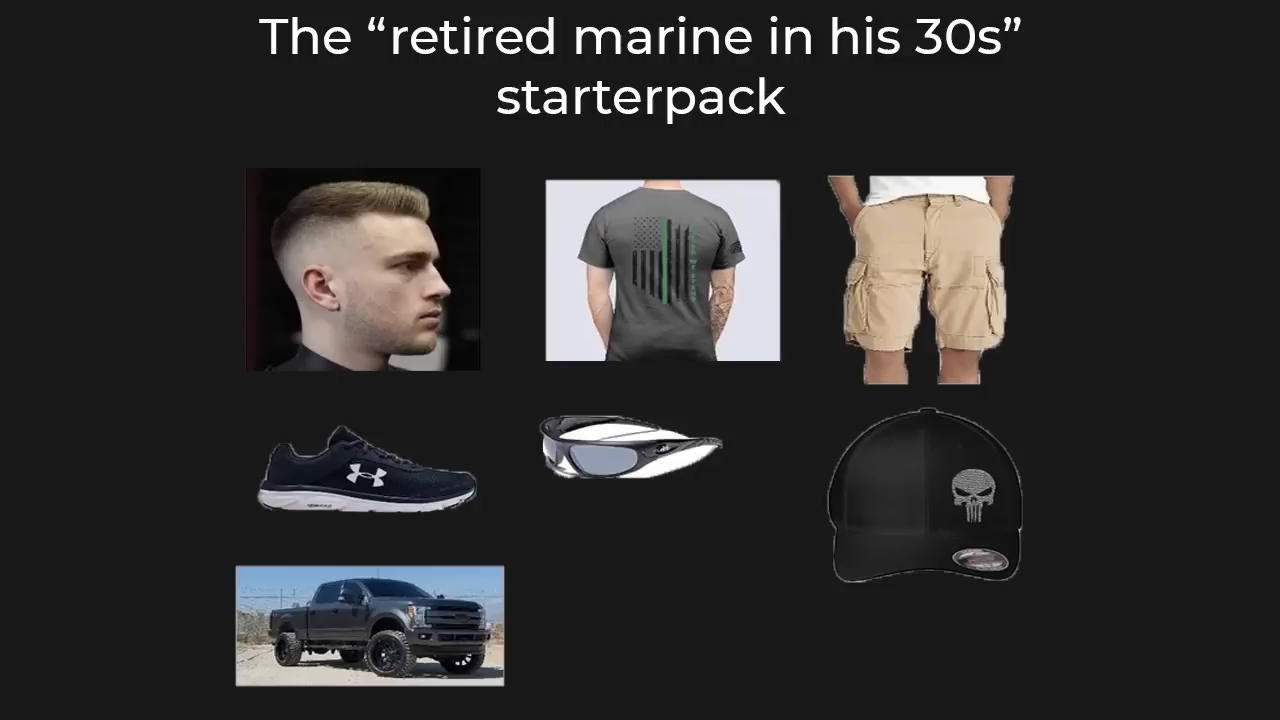 The “retired marine in his 30s”
starterpack